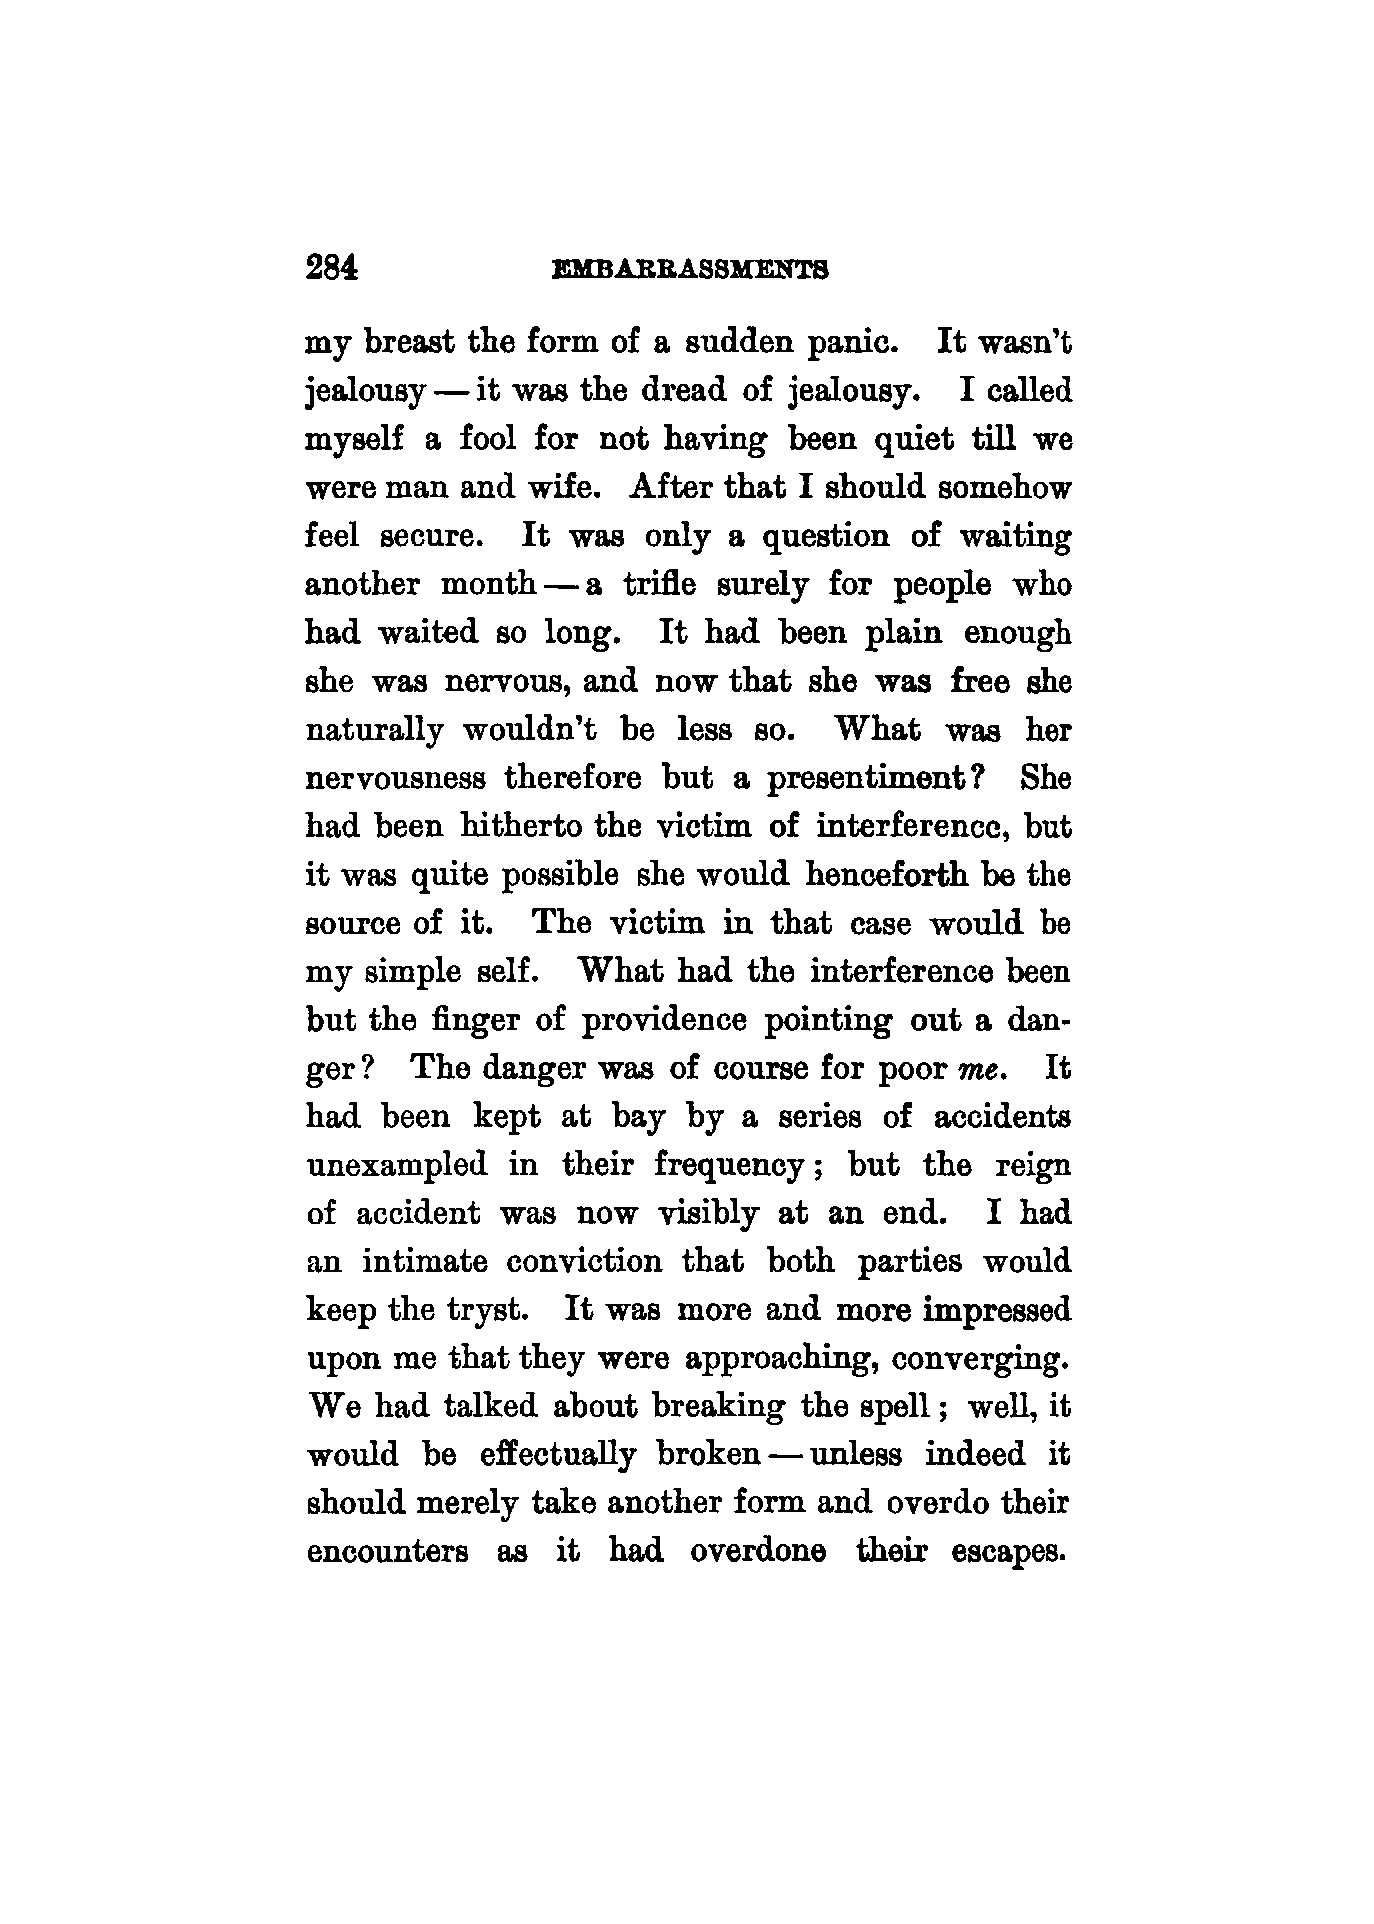 284 EMBARRASSMENTS
my breast the form of a sudden panic. It wasn't
jealousy — it was the dread of jealousy. I called
myself a fool for not having been quiet till we
were man and wife. After that I should somehow
feel secure. It was only a question of waiting
another month — a trifle surely for people who
had waited so long. It had been plain enough
she was nervous, and now that she was free she
naturally wouldn't be less so. What was her
nervousness therefore but a presentiment? She
had been hitherto the victim of interference, but
it was quite possible she would henceforth be the
source of it. The victim in that case would be
my simple self. What had the interference been
but the finger of providence pointing out a dan-
ger? The danger was of course for poor me. It
had been kept at bay by a series of accidents
unexampled in their frequency; but the reign
of accident was now visibly at an end. I had
an intimate conviction that both parties would
keep the tryst. It was more and more impressed
upon me that they were approaching, converging.
We had talked about breaking the spell; well, it
would be effectually broken — unless indeed it
should merely take another form and overdo their
encounters as it had overdone their escapes.